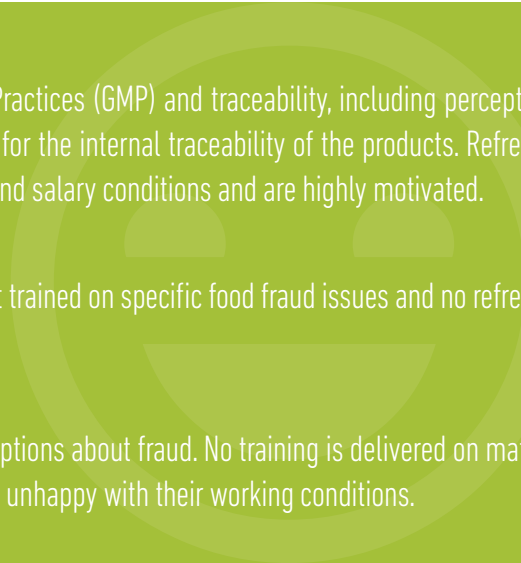 Practices (GMP) and traceability, including percept
for the internal traceability of the products. Refre
nd salary conditions and are highly motivated.
t trained on specific food fraud issues and no refre
ptions about fraud. No training is delivered on mat
unhappy with their working conditions.